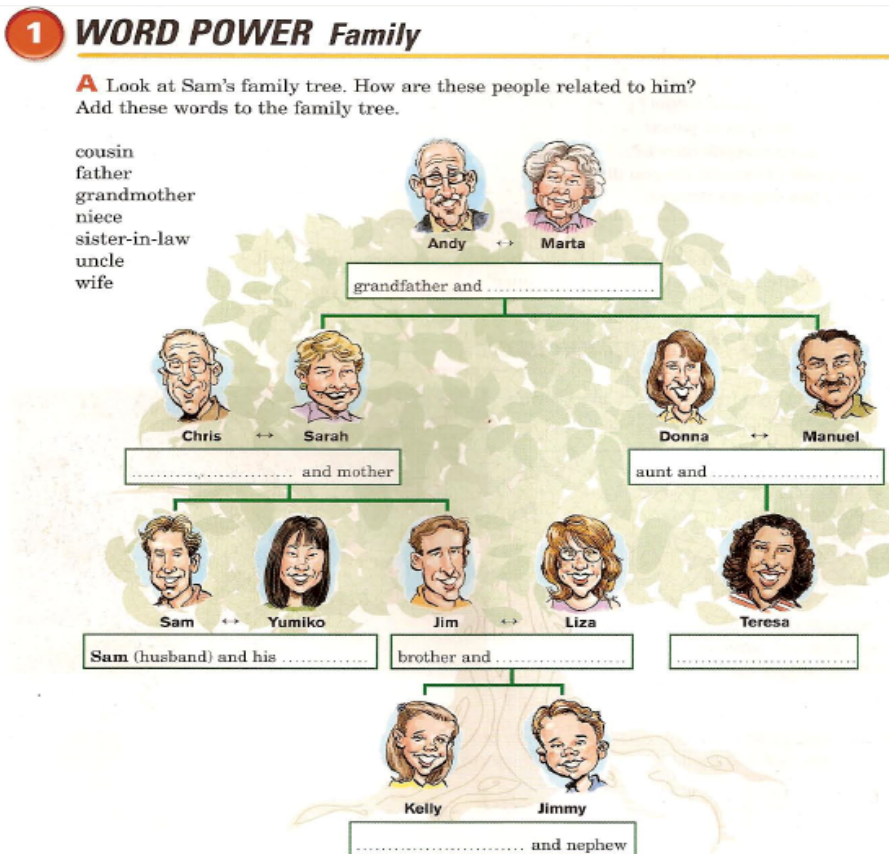 1 WORD POWER Family
A Look at Sam's family tree. How are these people related to him?
Add these words to the family tree.
cousin
father
grandmother
niece
sister-in-law
uncle
wife
Andy ↔ Marta
grandfather and ............................
Chris ↔ Sarah
............................ and mother
Donna ↔ Manuel
aunt and ............................
Sam ↔ Yumiko
Sam (husband) and his ...............
Jim ↔ Liza
brother and ......................
Teresa
...............................
Kelly Jimmy
............................ and nephew